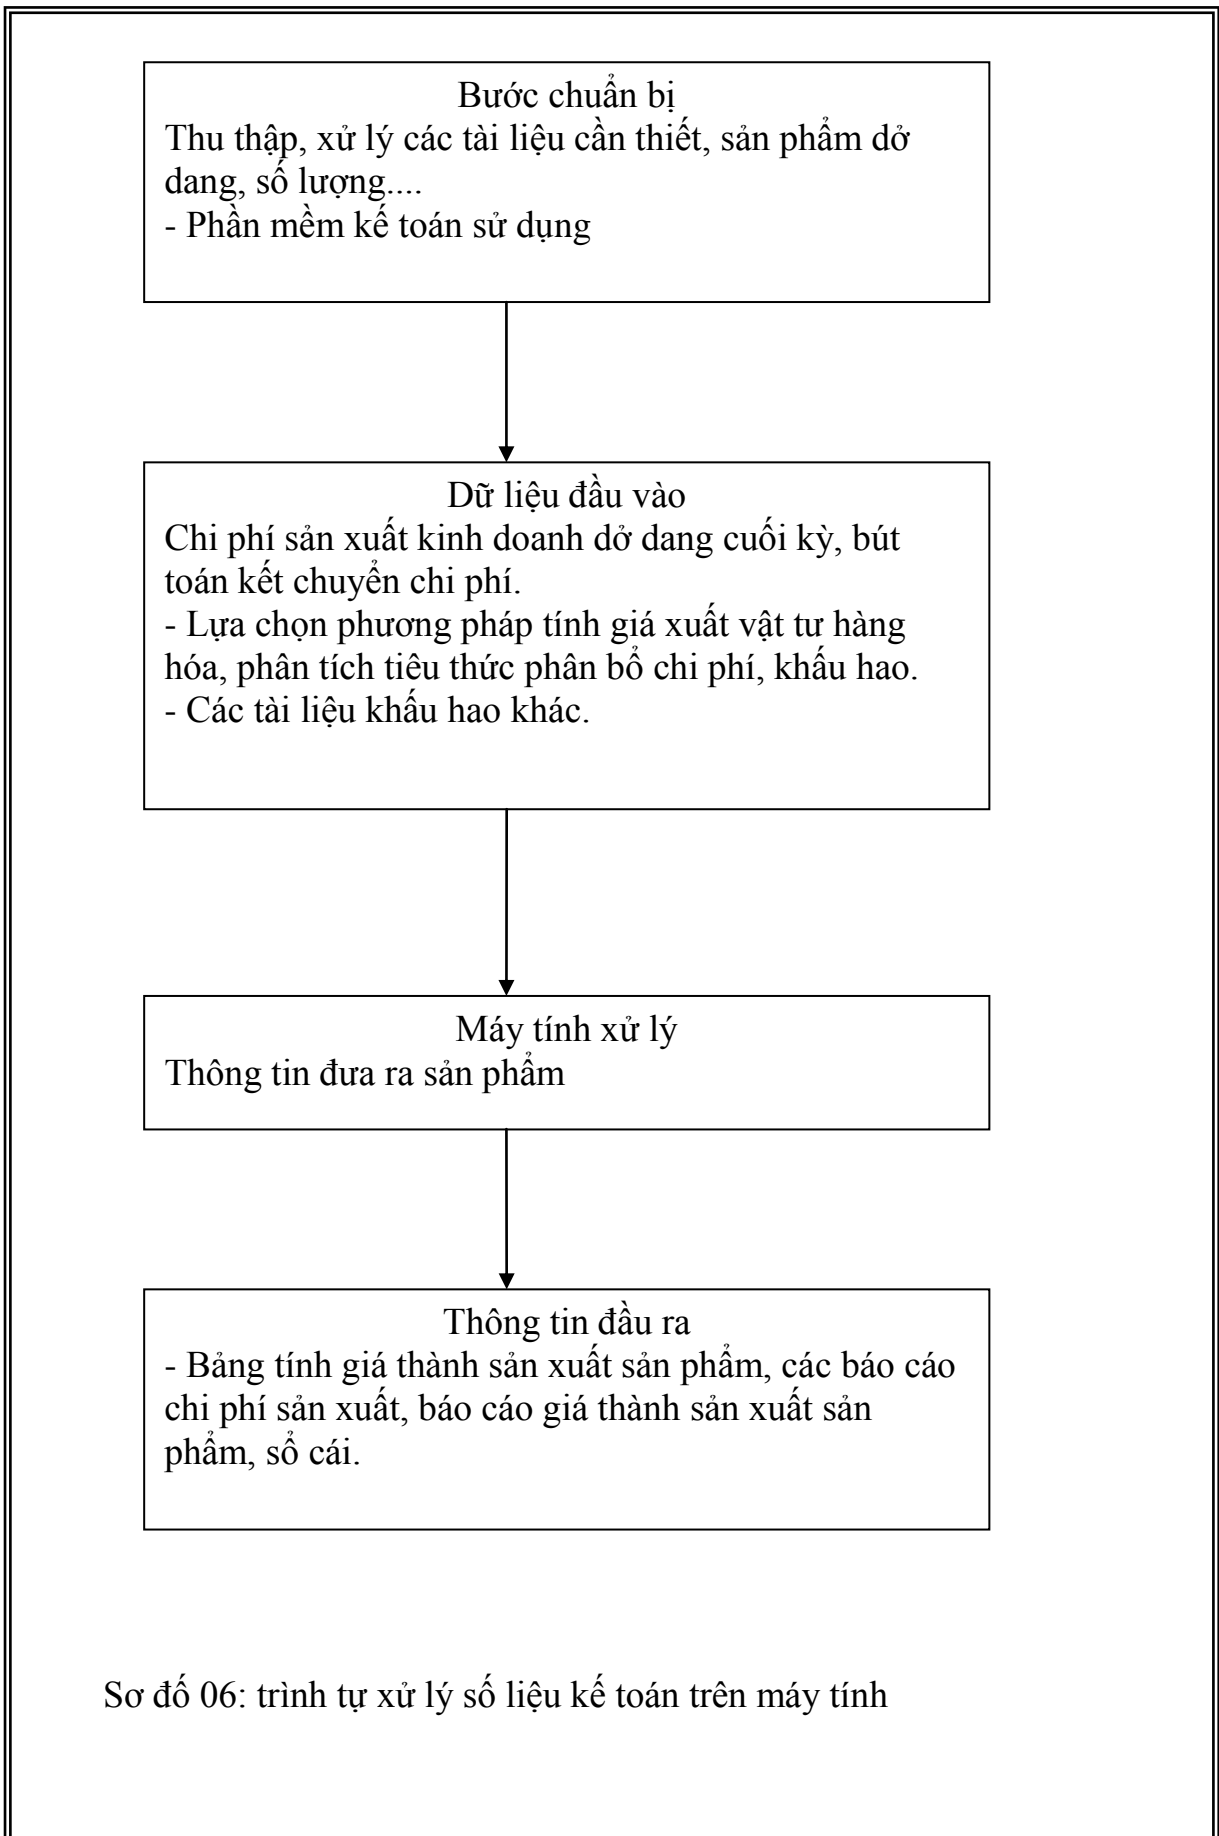 Bước chuẩn bị
Thu thập, xử lý các tài liệu cần thiết, sản phẩm dở
dang, số lượng....
- Phần mềm kế toán sử dụng
Dữ liệu đầu vào
Chi phí sản xuất kinh doanh dở dang cuối kỳ, bút
toán kết chuyển chi phí.
- Lựa chọn phương pháp tính giá xuất vật tư hàng
hóa, phân tích tiêu thức phân bổ chi phí, khấu hao.
- Các tài liệu khấu hao khác.
Máy tính xử lý
Thông tin đưa ra sản phẩm
Thông tin đầu ra
- Bảng tính giá thành sản xuất sản phẩm, các báo cáo
chi phí sản xuất, báo cáo giá thành sản xuất sản
phẩm, sổ cái.
Sơ đố 06: trình tự xử lý số liệu kế toán trên máy tính